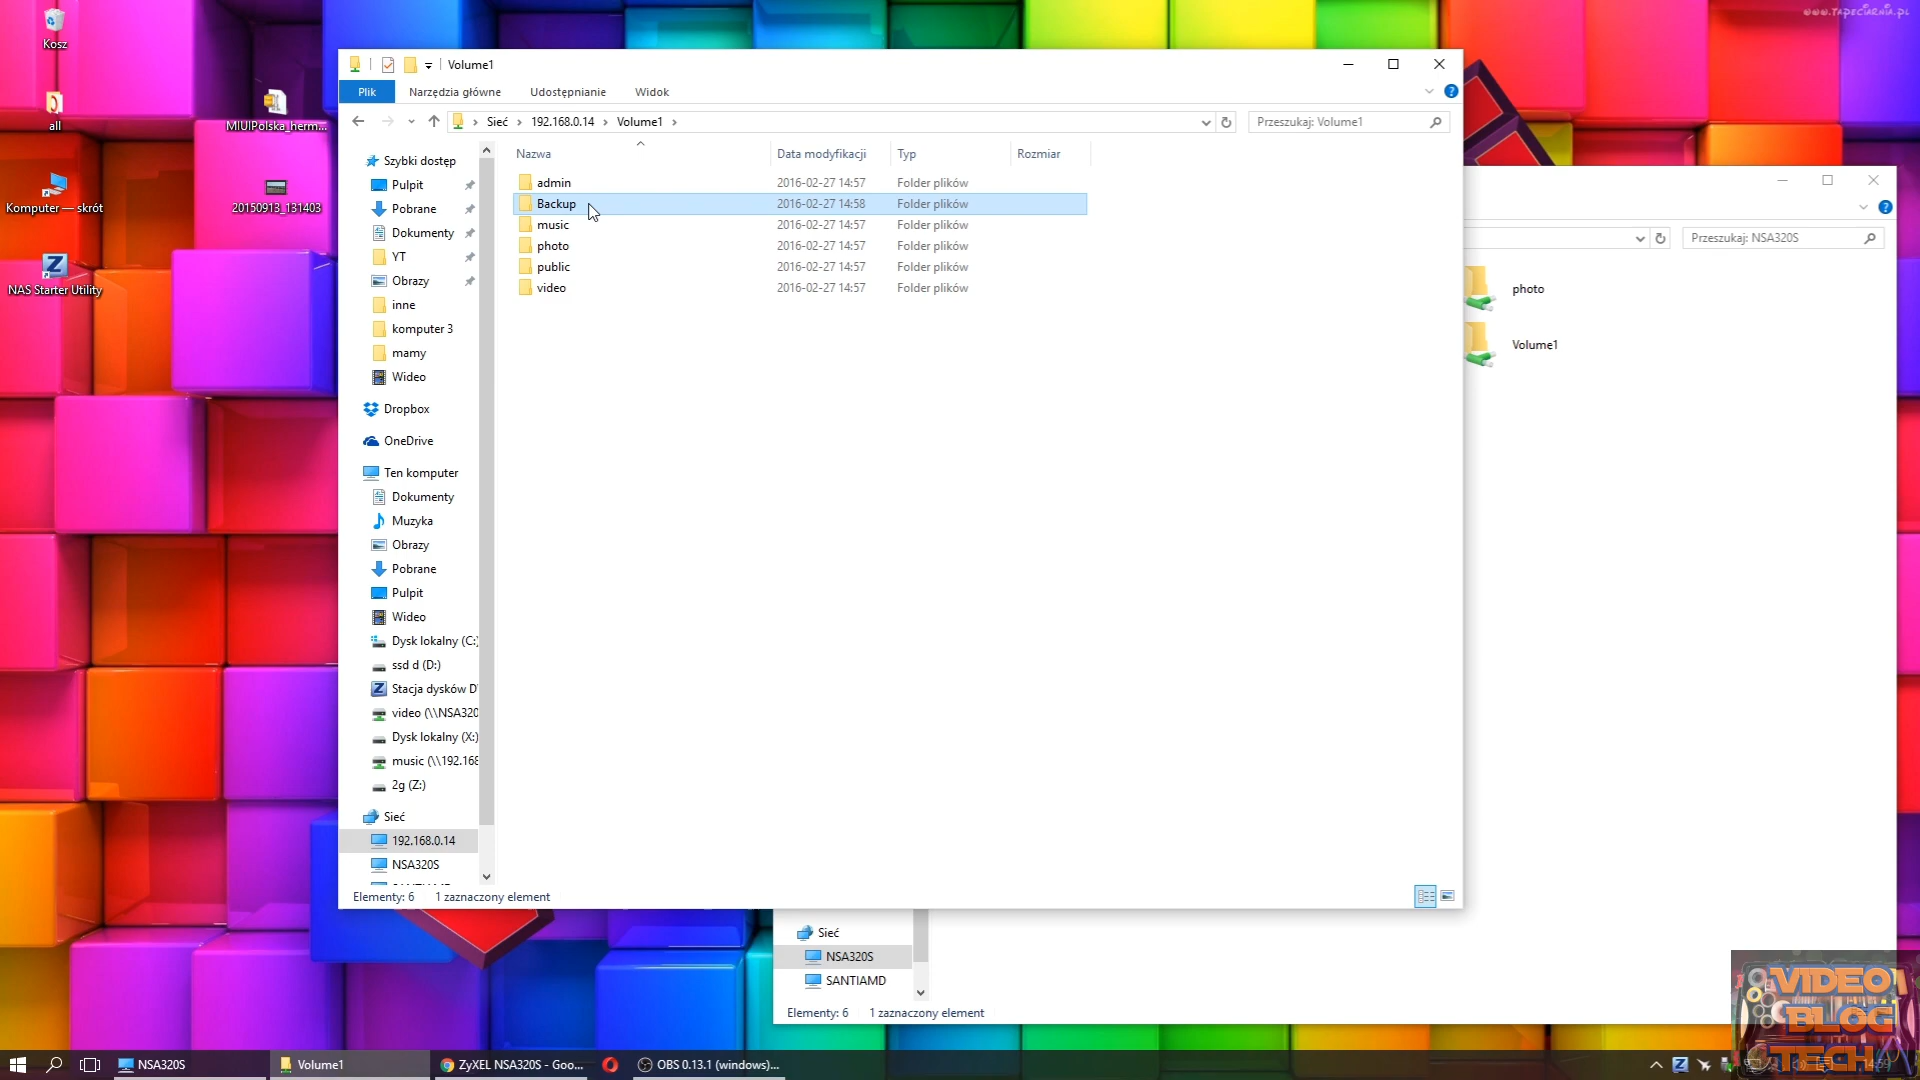 www.tapeciarnia.pl
Kosz
all
MIUIPolska_herm...
Komputer — skrót
20150913_131403
NAS Starter Utility
Volume1
Plik
Narzędzia główne
Udostępnianie
Widok
Sieć
192.168.0.14
Volume1
Przeszukaj: Volume1
Szybki dostęp
Pulpit
Pobrane
Dokumenty
YT
Obrazy
inne
komputer 3
mamy
Wideo
Dropbox
OneDrive
Ten komputer
Dokumenty
Muzyka
Obrazy
Pobrane
Pulpit
Wideo
Dysk lokalny (C:)
ssd d (D:)
Stacja dysków
video (\\NSA320
Dysk lokalny (X:)
music (\\192.168
2g (Z:)
Sieć
192.168.0.14
NSA320S
Nazwa Data modyfikacji Typ Rozmiar
admin 2016-02-27 14:57 Folder plików
Backup 2016-02-27 14:58 Folder plików
music 2016-02-27 14:57 Folder plików
photo 2016-02-27 14:57 Folder plików
public 2016-02-27 14:57 Folder plików
video 2016-02-27 14:57 Folder plików
Elementy: 6 1 zaznaczony element
Przeszukaj: NSA320S
photo
Volume1
Sieć
NSA320S
SANTIAMD
Elementy: 6 1 zaznaczony element
VIDEO
BLOG
TECH
NSA320S
Volume1
ZyXEL NSA320S - Goo...
OBS 0.13.1 (windows)...